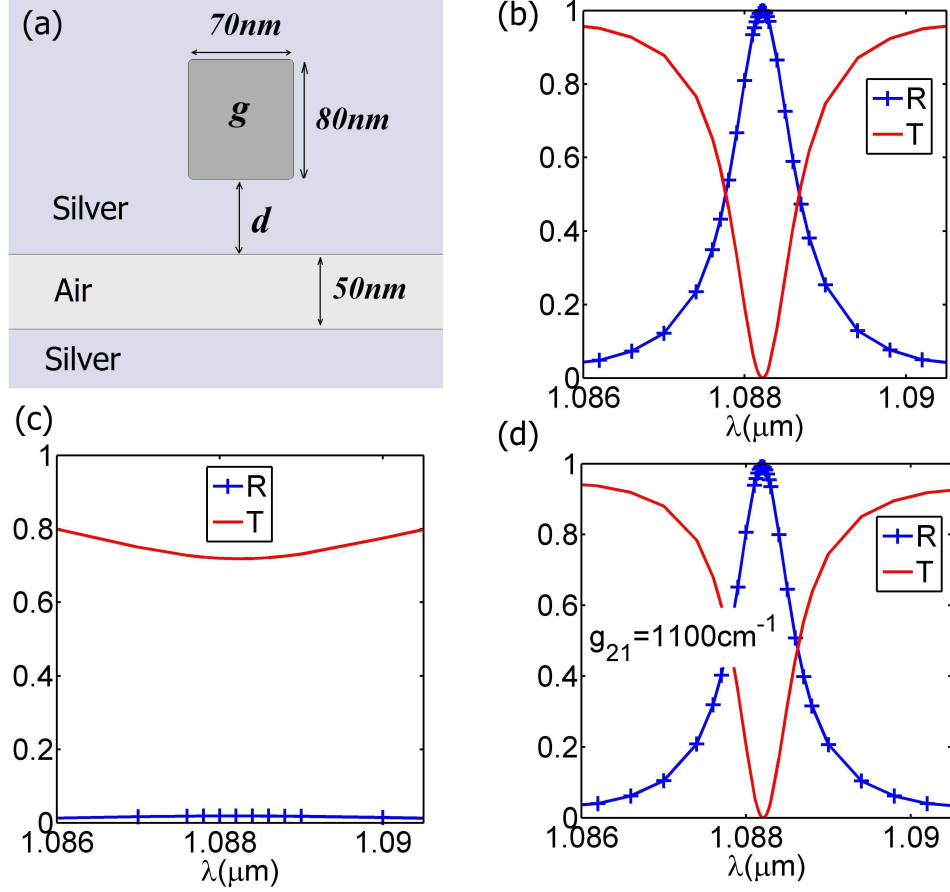 (a)
70nm
g
80nm
Silver
d
Air
50nm
Silver
(b)
1
0.8
0.6
0.4
0.2
0
R
T
1.086
1.088
1.09
λ(μm)
(c)
1
0.8
0.6
0.4
0.2
0
R
T
1.086
1.088
1.09
λ(μm)
(d)
1
0.8
0.6
0.4
0.2
0
R
T
g₂₁=1100cm⁻¹
1.086
1.088
1.09
λ(μm)